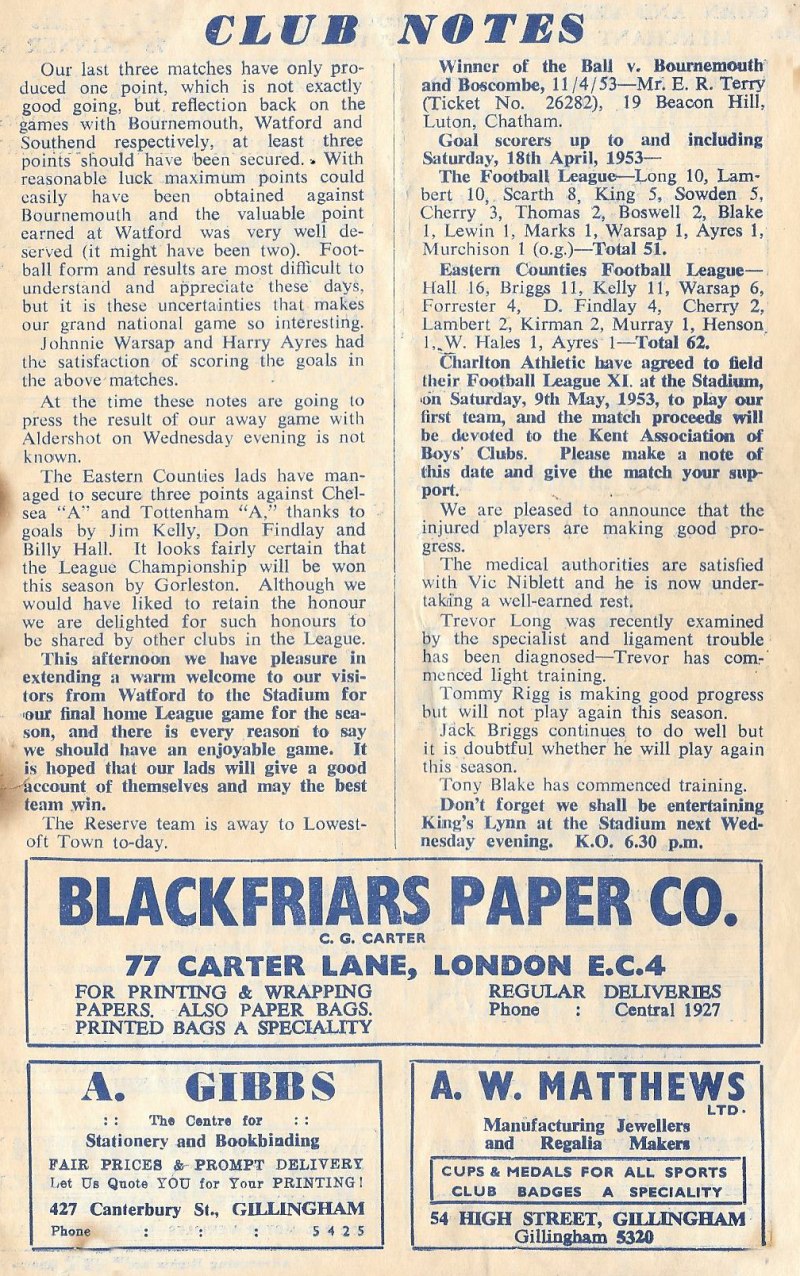 CLUB NOTES
Our last three matches have only pro-
duced one point, which is not exactly
good going, but reflection back on the
games with Bournemouth, Watford and
Southend respectively, at least three
points should have been secured. With
reasonable luck maximum points could
easily have been obtained against
Bournemouth and the valuable point
earned at Watford was very well de-
served (it might have been two). Foot-
ball form and results are most difficult to
understand and appreciate these days,
but it is these uncertainties that makes
our grand national game so interesting.
Johnnie Warsap and Harry Ayres had
the satisfaction of scoring the goals in
the above matches.
At the time these notes are going to
press the result of our away game with
Aldershot on Wednesday evening is not
known.
The Eastern Counties lads have man-
aged to secure three points against Chel-
sea "A" and Tottenham "A," thanks to
goals by Jim Kelly, Don Findlay and
Billy Hall. It looks fairly certain that
the League Championship will be won
this season by Gorleston. Although we
would have liked to retain the honour
we are delighted for such honours to
be shared by other clubs in the League.
This afternoon we have pleasure in
extending a warm welcome to our visi-
tors from Watford to the Stadium for
our final home League game for the sea-
son, and there is every reason to say
we should have an enjoyable game. It
is hoped that our lads will give a good
account of themselves and may the best
team win.
The Reserve team is away to Lowest-
oft Town to-day.
Winner of the Ball v. Bournemouth
and Boscombe, 11/4/53—Mr. E. R. Terry
(Ticket No. 26282), 19 Beacon Hill,
Luton, Chatham.
Goal scorers up to and including
Saturday, 18th April, 1953—
The Football League—Long 10, Lam-
bert 10, Scarth 8, King 5, Sowden 5,
Cherry 3, Thomas 2, Boswell 2, Blake
1, Lewin 1, Marks 1, Warsap 1, Ayres 1,
Murchison 1 (o.g.)—Total 51.
Eastern Counties Football League—
Hall 16, Briggs 11, Kelly 11, Warsap 6,
Forrester 4, D. Findlay 4, Cherry 2,
Lambert 2, Kirman 2, Murray 1, Henson
1, W. Hales 1, Ayres 1—Total 62.
Charlton Athletic have agreed to field
their Football League XI. at the Stadium,
on Saturday, 9th May, 1953, to play our
first team, and the match proceeds will
be devoted to the Kent Association of
Boys' Clubs. Please make a note of
this date and give the match your sup-
port.
We are pleased to announce that the
injured players are making good pro-
gress.
The medical authorities are satisfied
with Vic Niblett and he is now under-
taking a well-earned rest.
Trevor Long was recently examined
by the specialist and ligament trouble
has been diagnosed—Trevor has com-
menced light training.
Tommy Rigg is making good progress
but will not play again this season.
Jack Briggs continues to do well but
it is doubtful whether he will play again
this season.
Tony Blake has commenced training.
Don't forget we shall be entertaining
King's Lynn at the Stadium next Wed-
nesday evening. K.O. 6.30 p.m.
BLACKFRIARS PAPER CO.
C. G. CARTER
77 CARTER LANE, LONDON E.C.4
FOR PRINTING & WRAPPING
PAPERS. ALSO PAPER BAGS.
PRINTED BAGS A SPECIALITY
REGULAR DELIVERIES
Phone : Central 1927
A. GIBBS
:: The Centre for ::
Stationery and Bookbinding
FAIR PRICES & PROMPT DELIVERY
Let Us Quote YOU for Your PRINTING!
427 Canterbury St., GILLINGHAM
Phone : : : 5425
A. W. MATTHEWS
LTD.
Manufacturing Jewellers
and Regalia Makers
CUPS & MEDALS FOR ALL SPORTS
CLUB BADGES A SPECIALITY
54 HIGH STREET, GILLINGHAM
Gillingham 5320